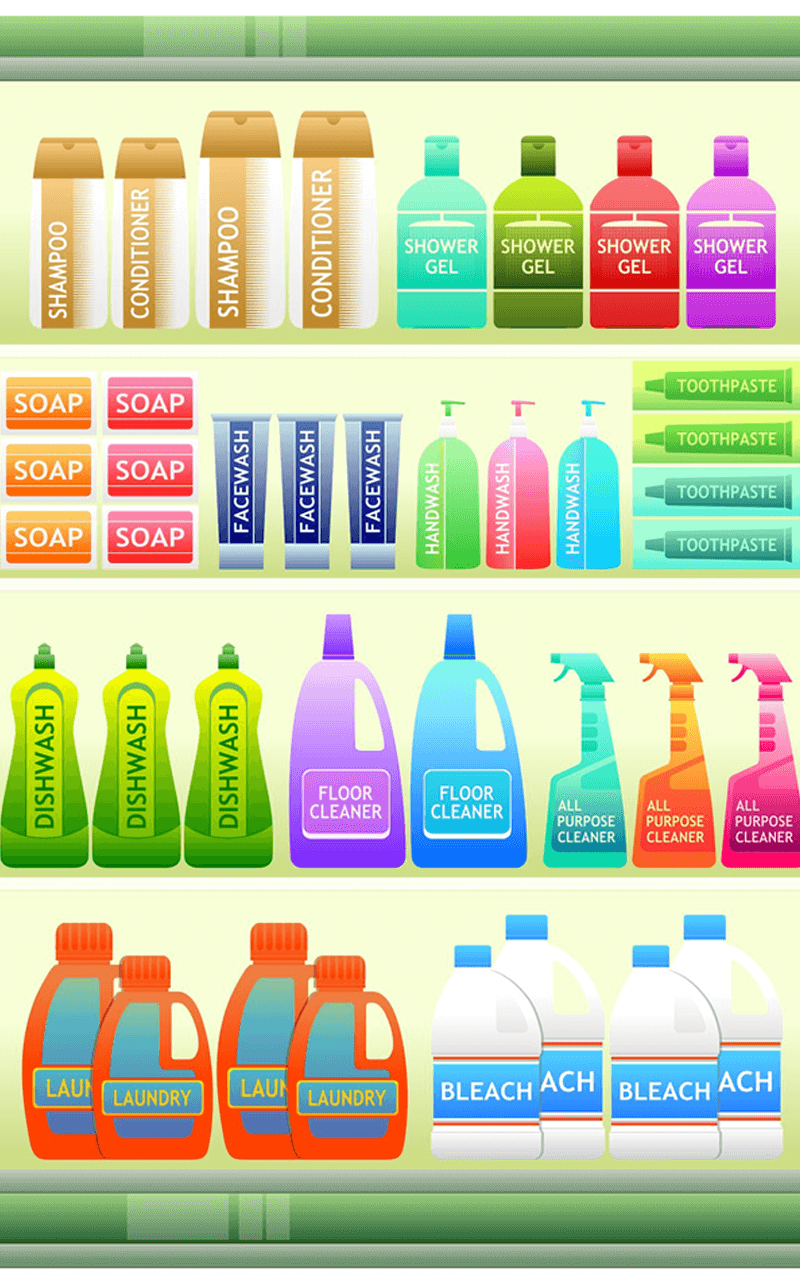 SHAMPOO
CONDITIONER
SHAMPOO
CONDITIONER
SHOWER
GEL
SHOWER
GEL
SHOWER
GEL
SHOWER
GEL
SOAP
SOAP
SOAP
SOAP
SOAP
SOAP
FACEWASH
FACEWASH
FACEWASH
HANDWASH
HANDWASH
HANDWASH
TOOTHPASTE
TOOTHPASTE
TOOTHPASTE
TOOTHPASTE
DISHWASH
DISHWASH
DISHWASH
FLOOR
CLEANER
FLOOR
CLEANER
ALL
PURPOSE
CLEANER
ALL
PURPOSE
CLEANER
ALL
PURPOSE
CLEANER
LAUN
LAUNDRY
LAUN
LAUNDRY
BLEACH
ACH
BLEACH
ACH